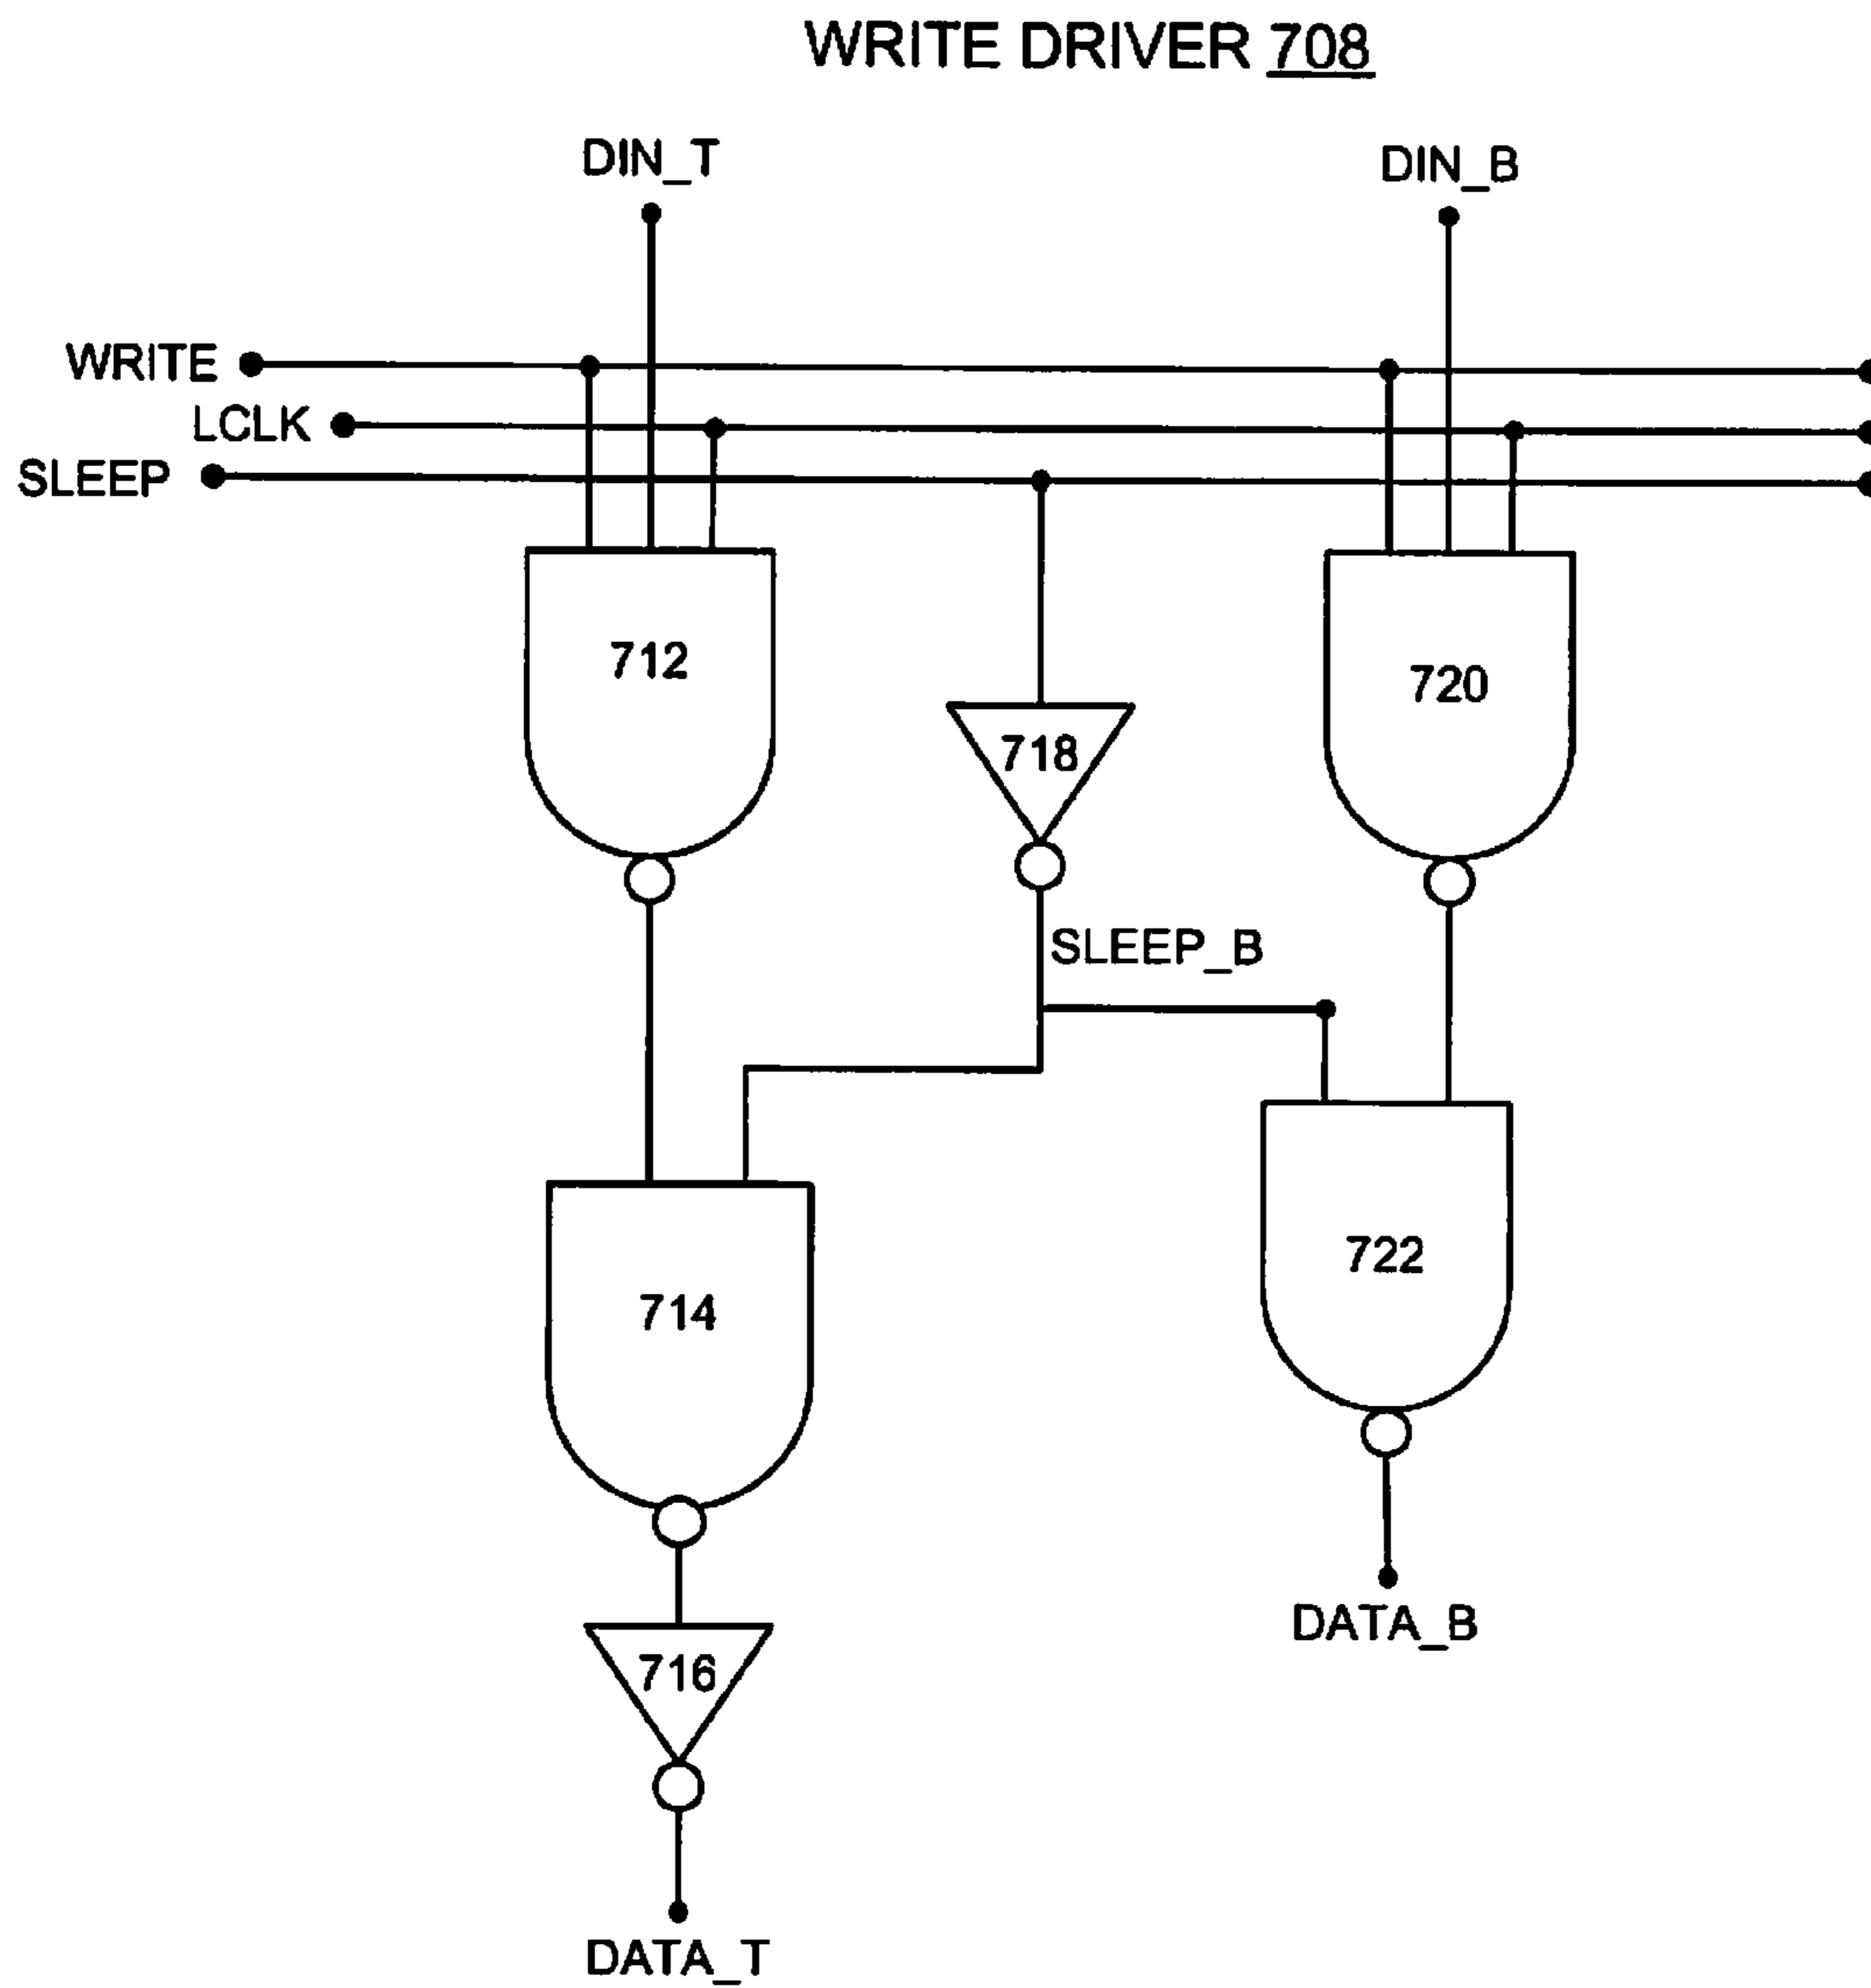 WRITE DRIVER 708
DIN_T
DIN_B
WRITE
LCLK
SLEEP
712
720
718
SLEEP_B
722
714
DATA_B
716
DATA_T